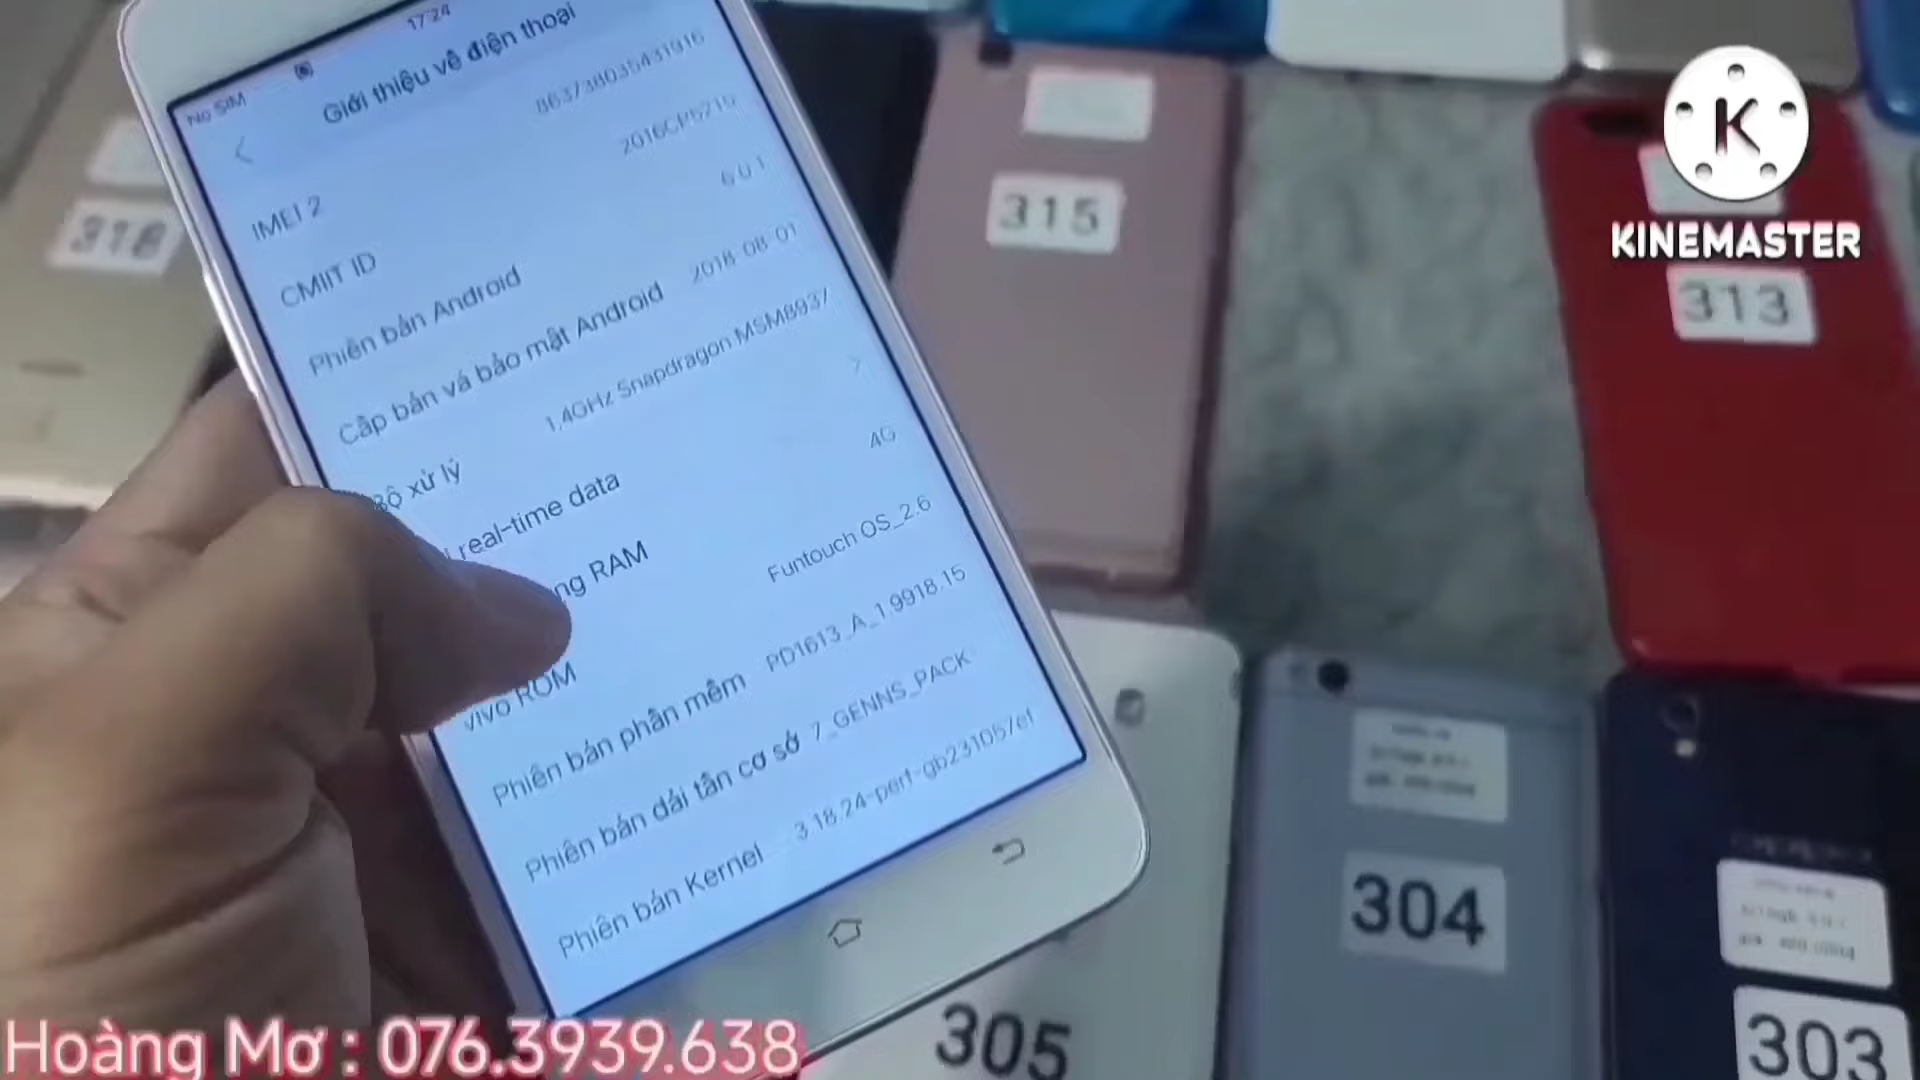 17:24
No SIM
Giới thiệu về điện thoại
IMEI 2 863738035431916
CMIIT ID 2016CP5215
Phiên bản Android 6.0.1
Cấp bản vá bảo mật Android 2018-08-01
Bộ xử lý 1.4GHz Snapdragon MSM8937
real-time data
ng RAM 4G
vivo ROM Funtouch OS_2.6
Phiên bản phần mềm PD1613_A_1.9918.15
Phiên bản dải tần cơ sở 7_GENNS_PACK
Phiên bản Kernel 3.18.24-perf-gb231057ef
318
315
K
KINEMASTER
313
304
305
303
Hoàng Mơ : 076.3939.638